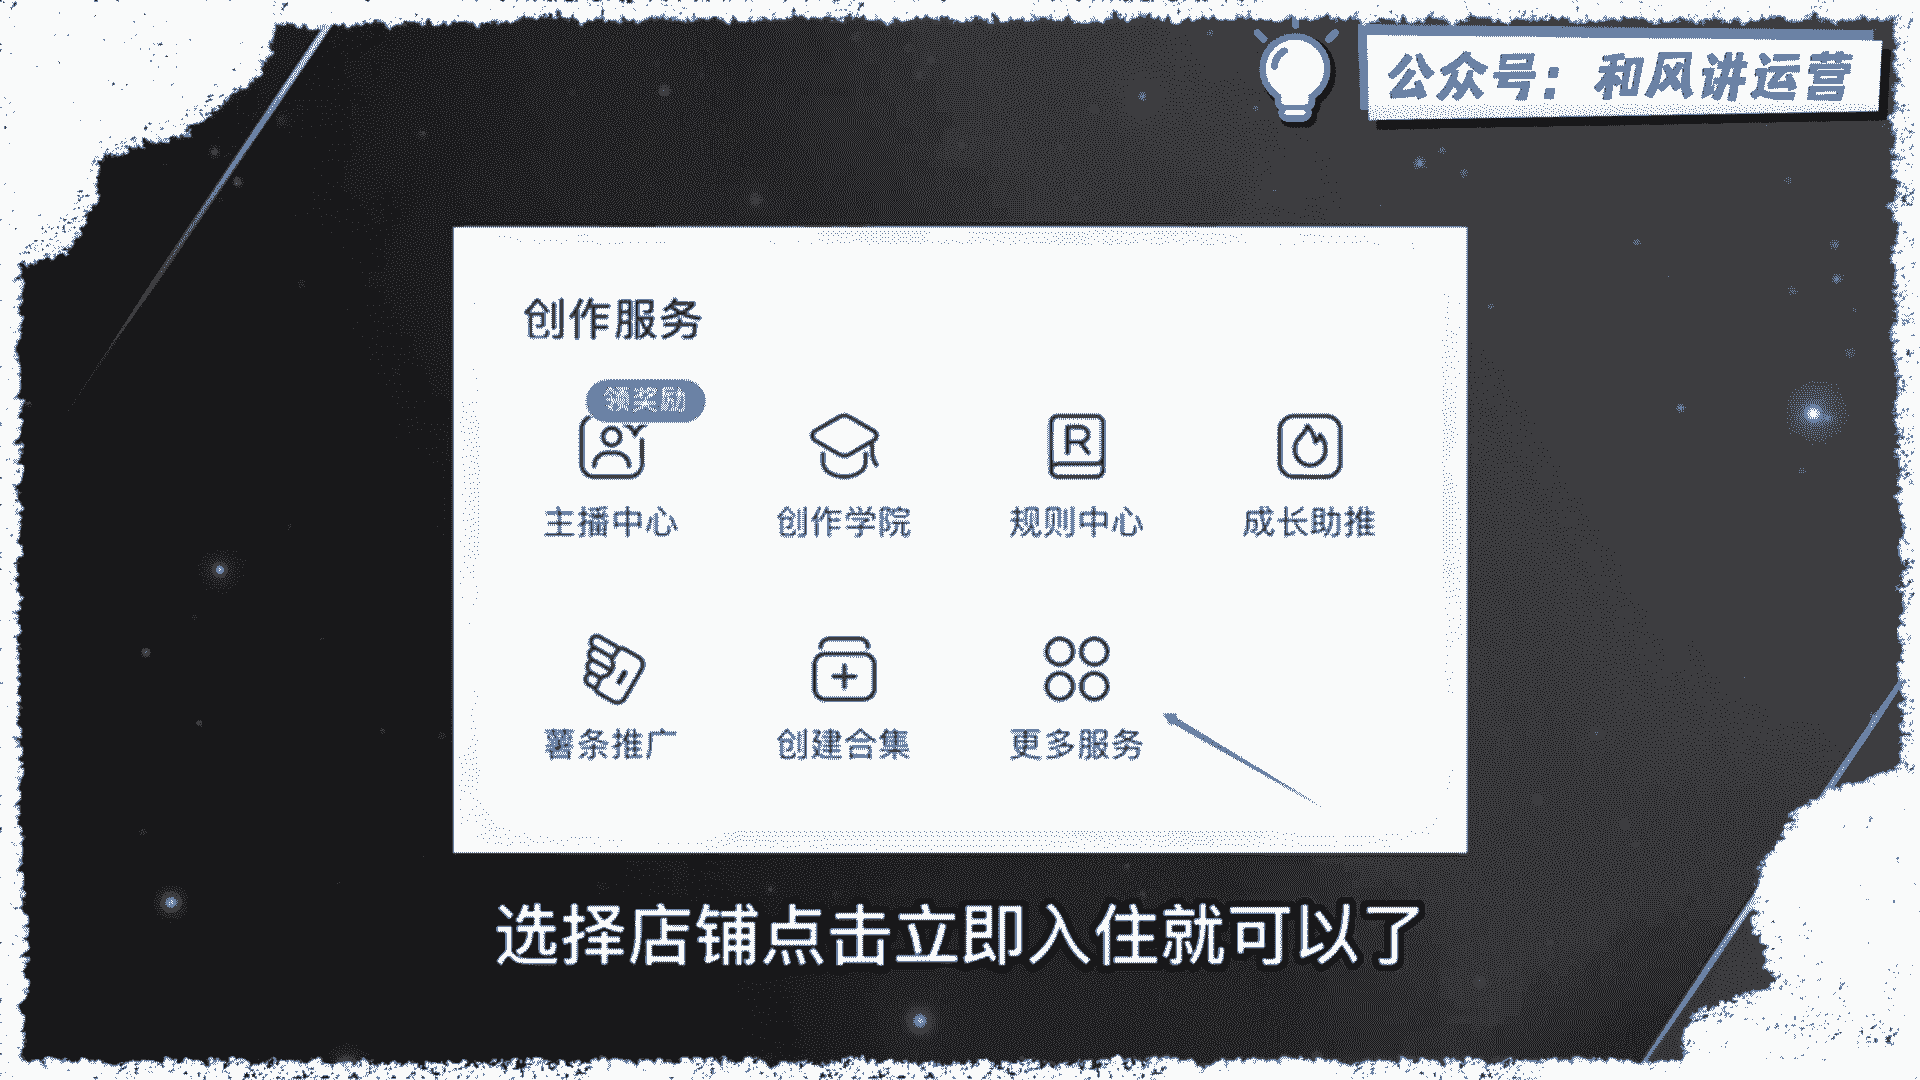 公众号：和风讲运营
创作服务
领奖励
主播中心 创作学院 规则中心 成长助推
薯条推广 创建合集 更多服务
选择店铺点击立即入住就可以了